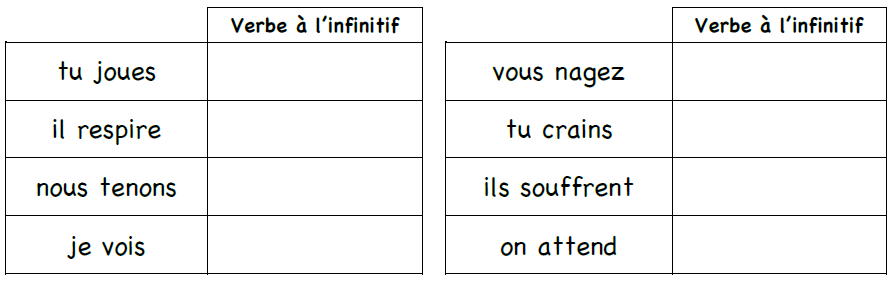 Verbe à l'infinitif
tu joues
il respire
nous tenons
je vois
Verbe à l'infinitif
vous nagez
tu crains
ils souffrent
on attend